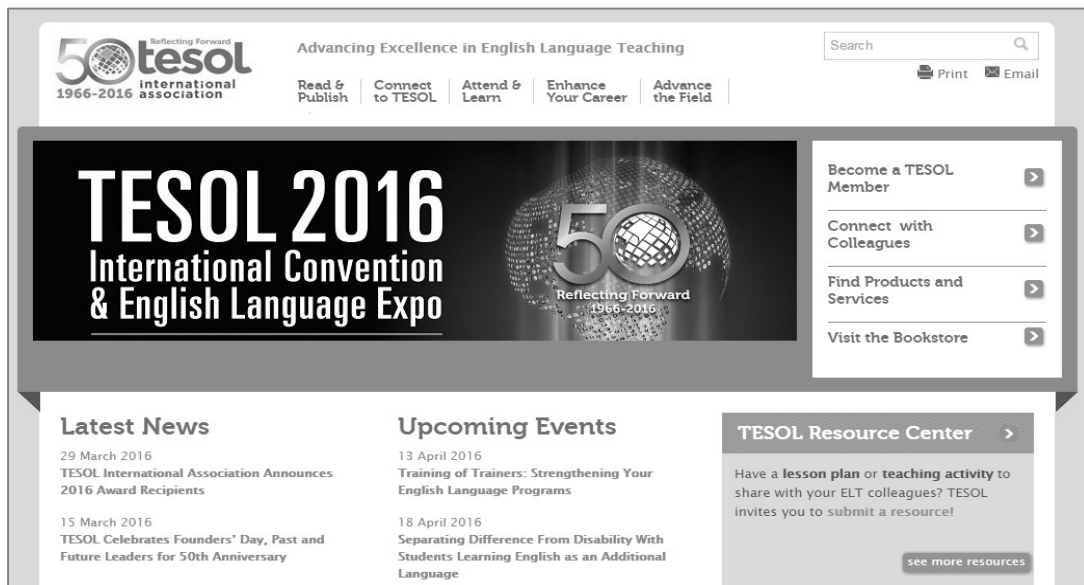 50
Reflecting Forward
tesol
international
1966-2016 association
Advancing Excellence in English Language Teaching
Read &
Publish
Connect
to TESOL
Attend &
Learn
Enhance
Your Career
Advance
the Field
Search
Print
Email
TESOL 2016
International Convention
& English Language Expo
50
Reflecting Forward
1966-2016
Become a TESOL
Member
Connect with
Colleagues
Find Products and
Services
Visit the Bookstore
Latest News
29 March 2016
TESOL International Association Announces
2016 Award Recipients
15 March 2016
TESOL Celebrates Founders' Day, Past and
Future Leaders for 50th Anniversary
Upcoming Events
13 April 2016
Training of Trainers: Strengthening Your
English Language Programs
18 April 2016
Separating Difference From Disability With
Students Learning English as an Additional
Language
TESOL Resource Center
Have a lesson plan or teaching activity to
share with your ELT colleagues? TESOL
invites you to submit a resource!
see more resources